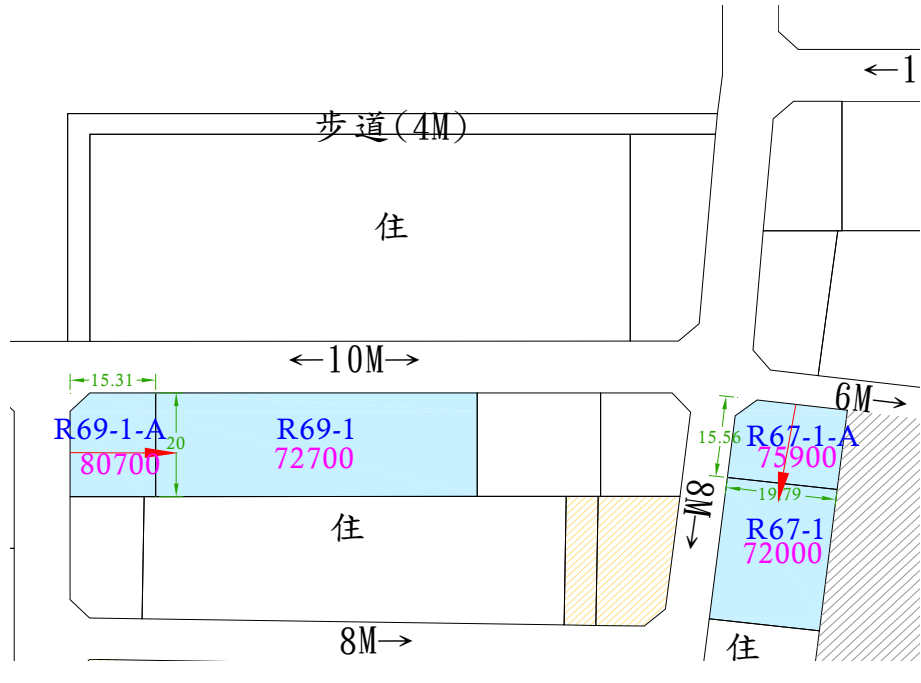 ←1
步道(4M)
住
←10M→
15.31
6M→
R69-1-A
20
80700
R69-1
72700
15.56
R67-1-A
75900
19.79
←8M→
住
R67-1
72000
8M→
住